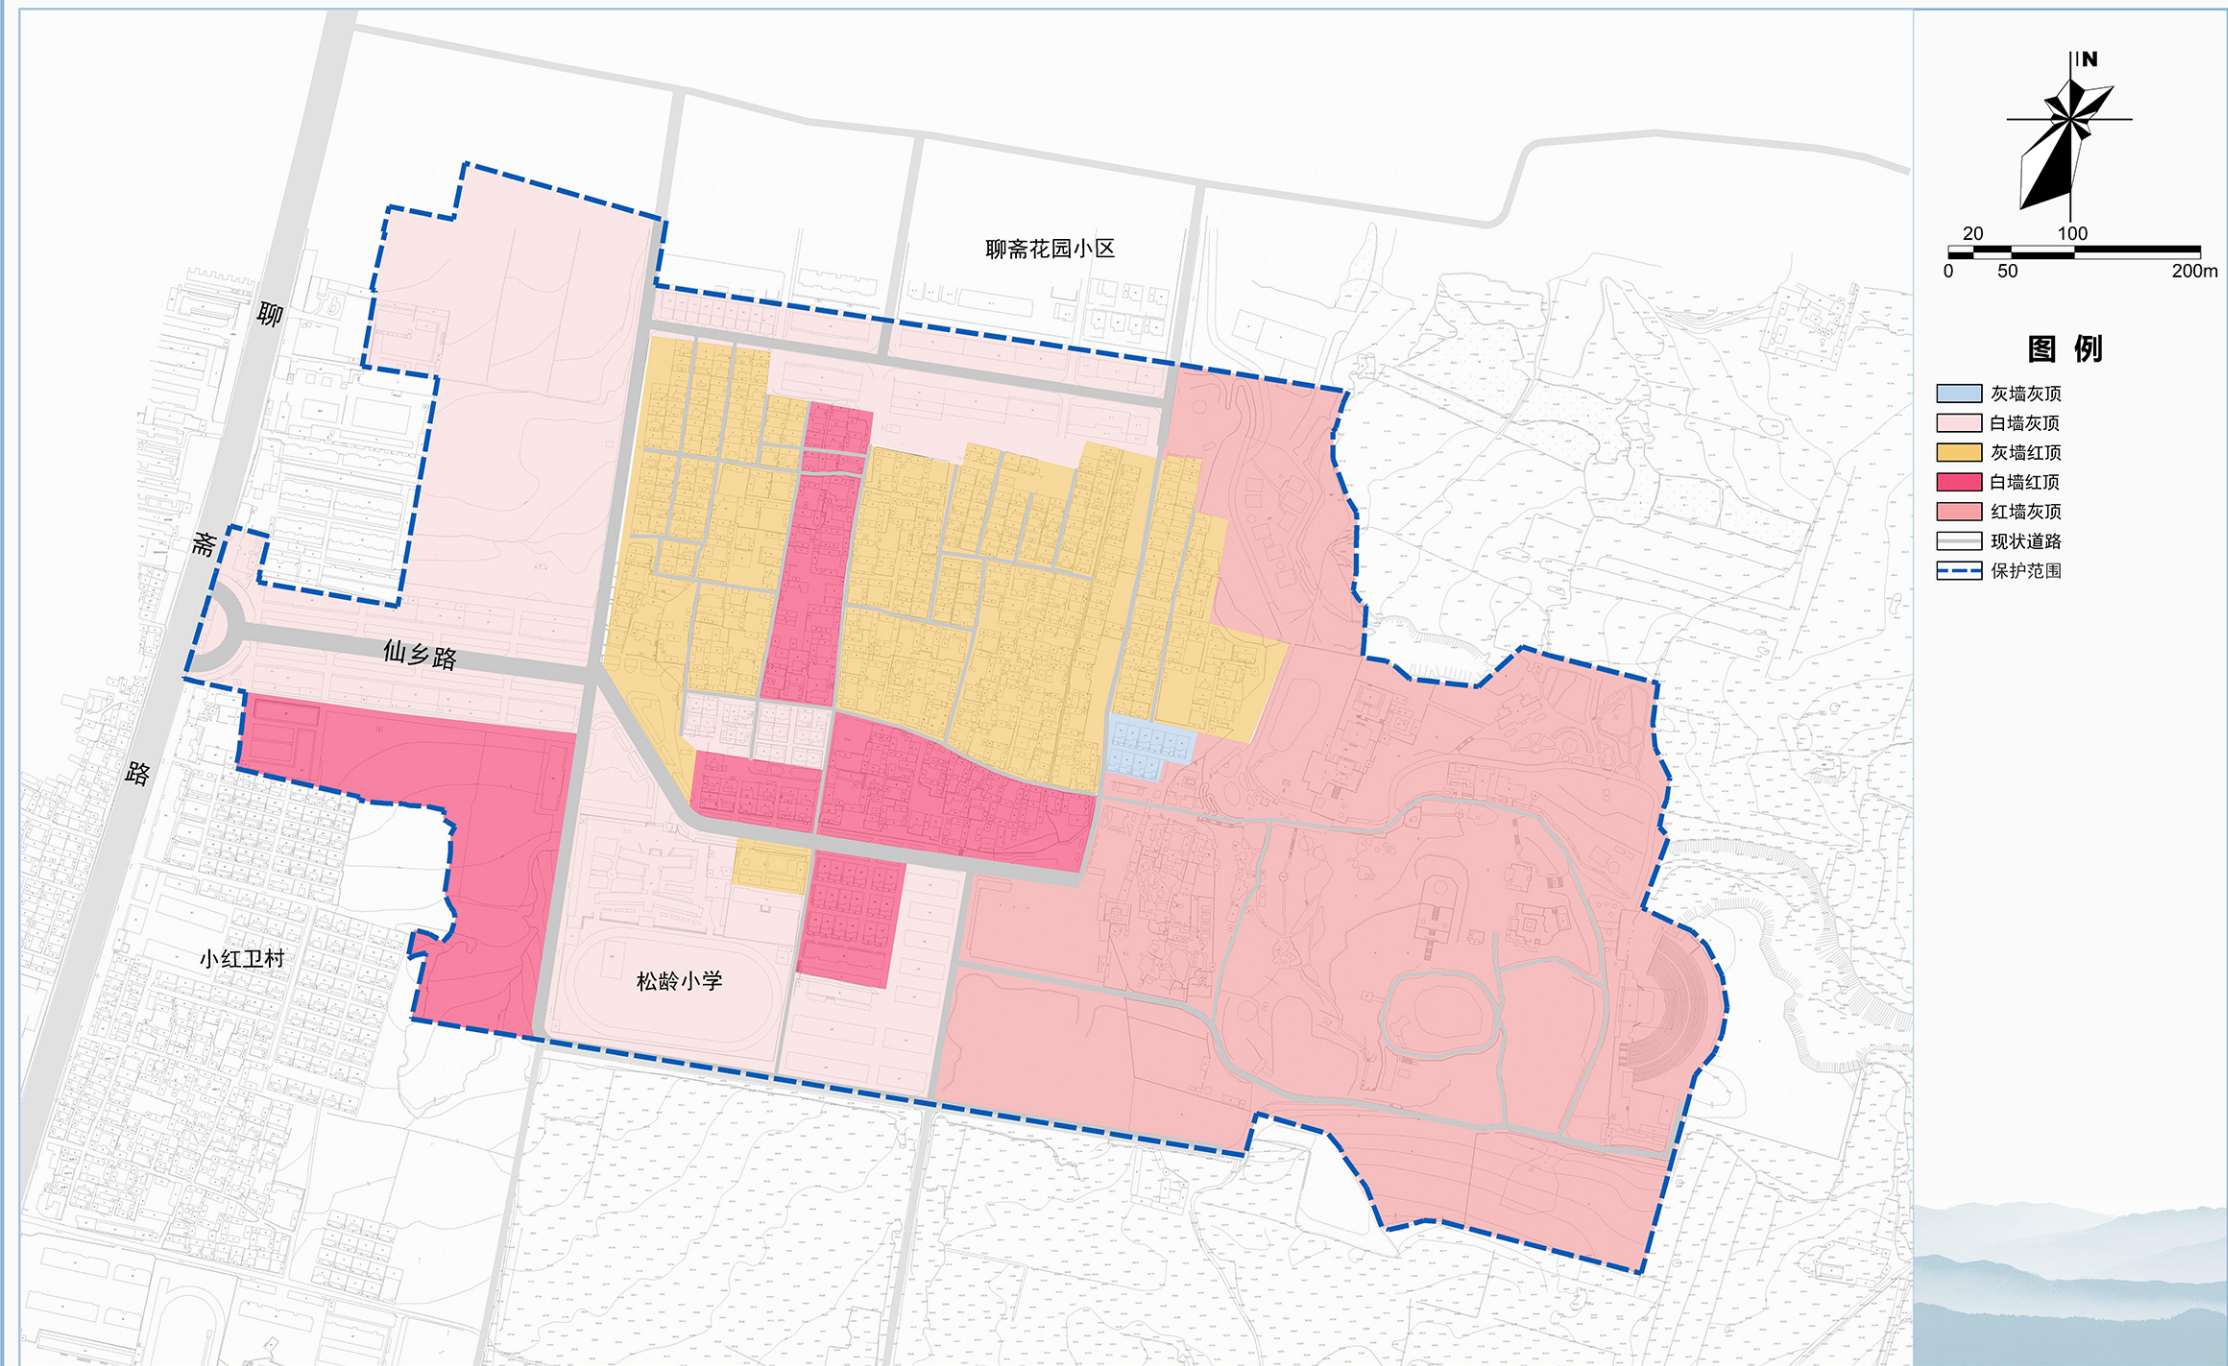 聊斋花园小区
聊
斋
路
仙乡路
小红卫村
松龄小学
N
20 100
0 50 200m
图 例
灰墙灰顶
白墙灰顶
灰墙红顶
白墙红顶
红墙灰顶
现状道路
保护范围